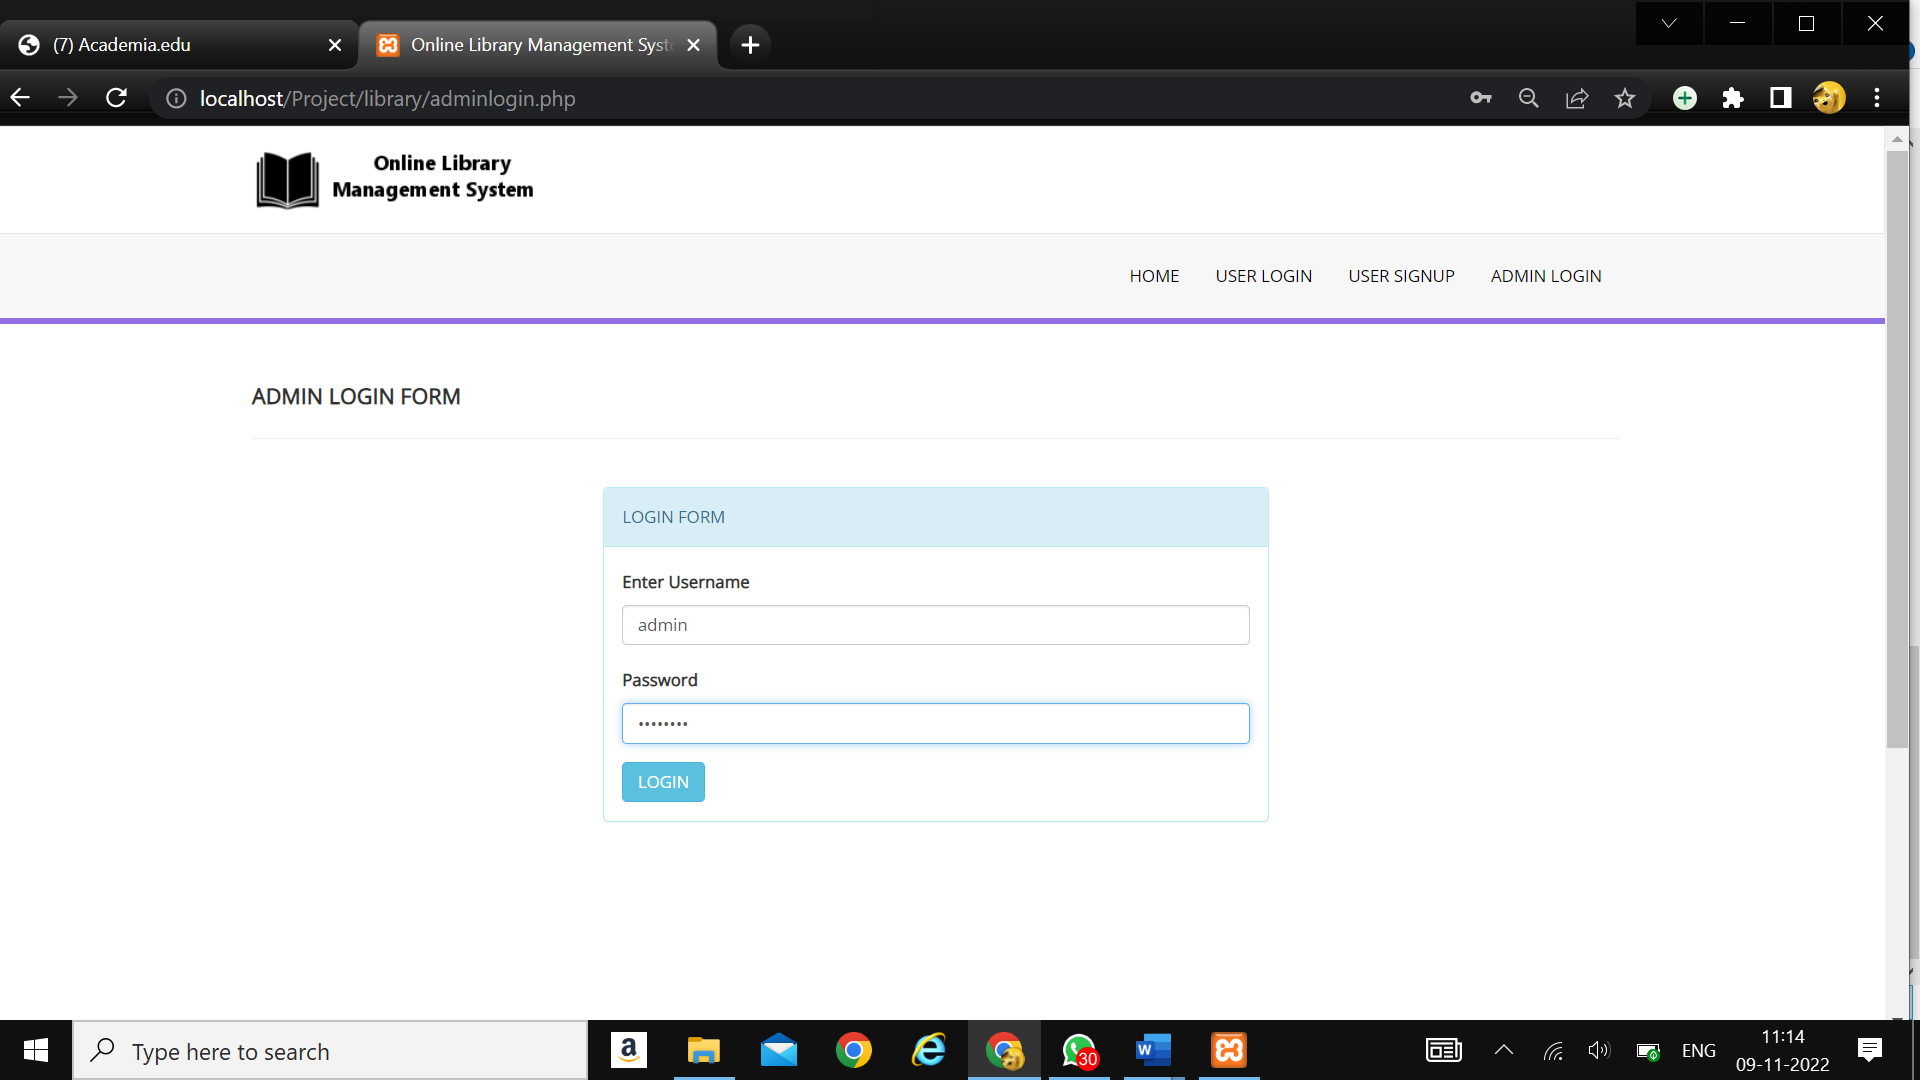 (7) Academia.edu
Online Library Management Syst
localhost/Project/library/adminlogin.php
Online Library
Management System
HOME USER LOGIN USER SIGNUP ADMIN LOGIN
ADMIN LOGIN FORM
LOGIN FORM
Enter Username
admin
Password
••••••••
LOGIN
Type here to search
a
30
W
ENG
11:14
09-11-2022